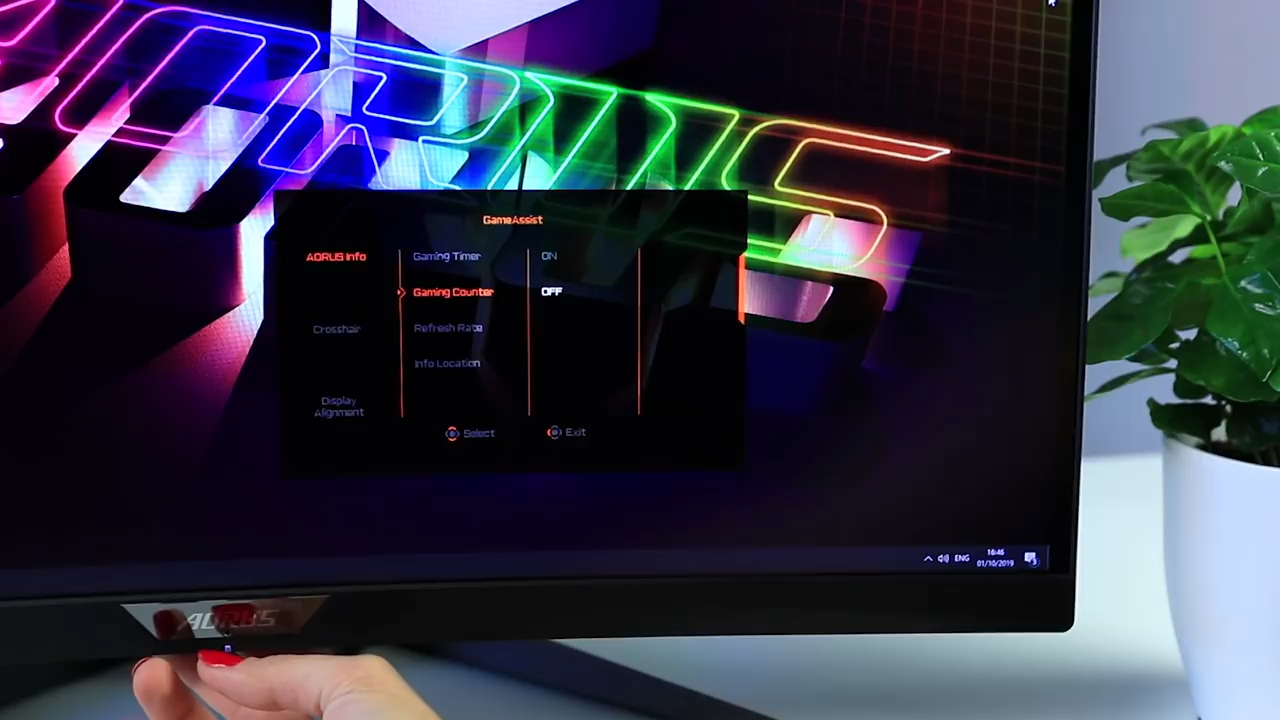 AORUS
GameAssist
AORUS Info
Gaming Timer
ON
Gaming Counter
OFF
Crosshair
Refresh Rate
Info Location
Display
Alignment
Select
Exit
ENG
16:46
01/10/2019
AORUS